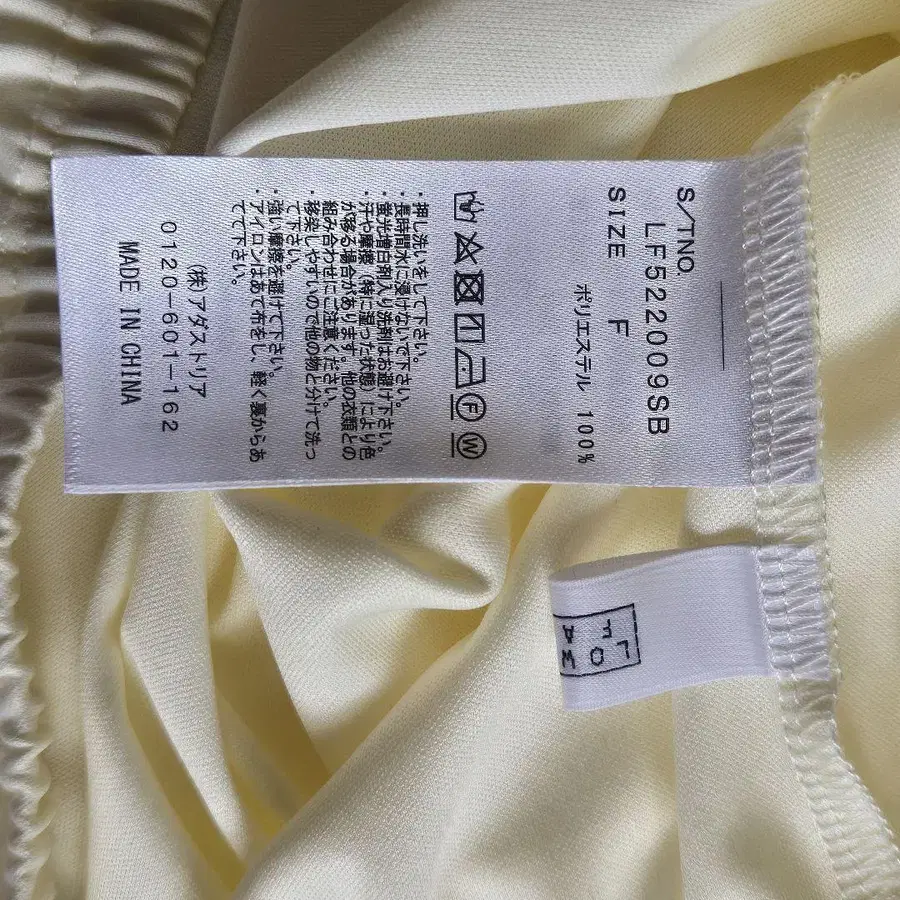 S/TNO.
LF522009SB
SIZE F
ポリエステル 100%
F W
・押し洗いをして下さい。
・長時間水に浸けないで下さい。
・蛍光増白剤入り洗剤はお避け下さい。
・汗や摩擦（特に湿った状態）により色
が移る場合があります。他の衣類との
組み合わせにご注意ください。
・移染しやすいので他の物と分けて洗っ
て下さい。
・強い摩擦を避けて下さい。
・アイロンはあて布をし、軽く裏からあ
てて下さい。
㈱アダストリア
0120-601-162
MADE IN CHINA
LOW
FA